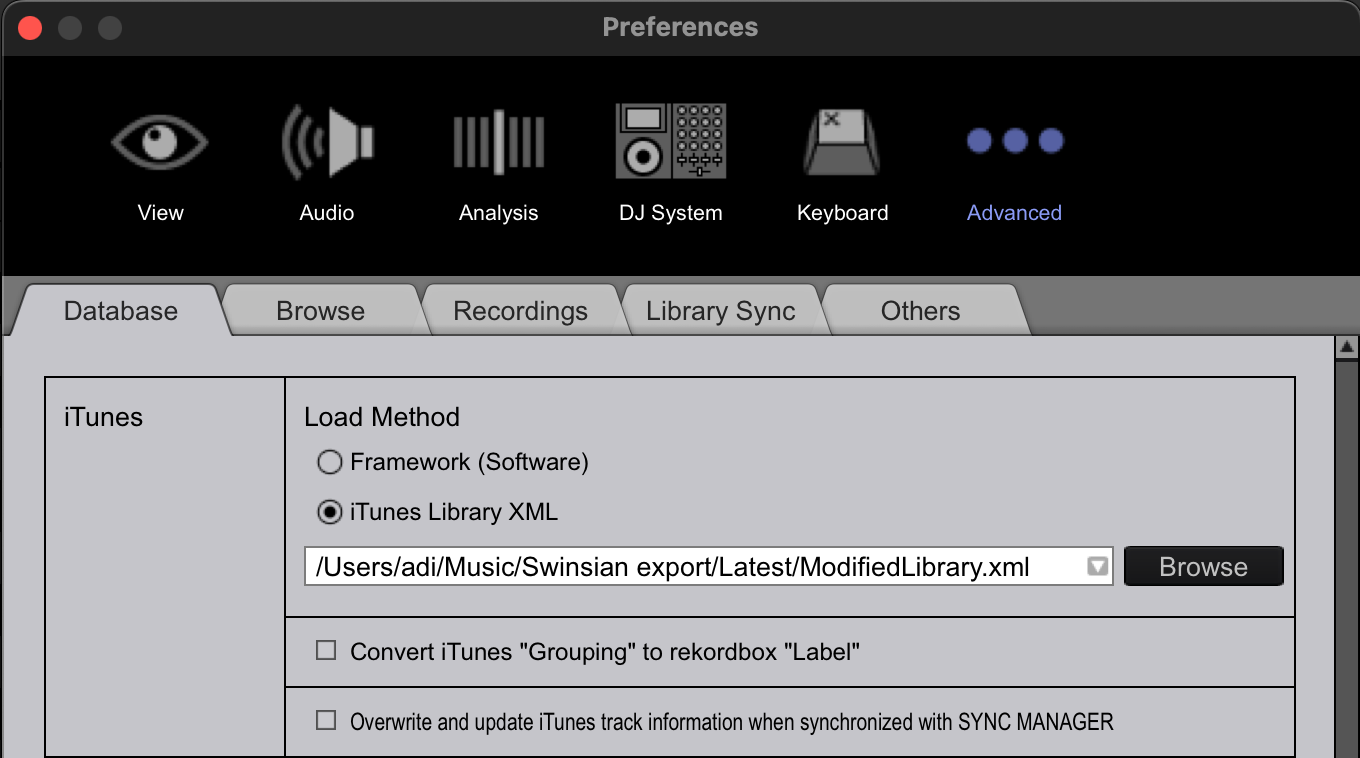 Preferences
View
Audio
Analysis
DJ System
Keyboard
Advanced
Database
Browse
Recordings
Library Sync
Others
iTunes
Load Method
Framework (Software)
iTunes Library XML
/Users/adi/Music/Swinsian export/Latest/ModifiedLibrary.xml
Browse
Convert iTunes "Grouping" to rekordbox "Label"
Overwrite and update iTunes track information when synchronized with SYNC MANAGER